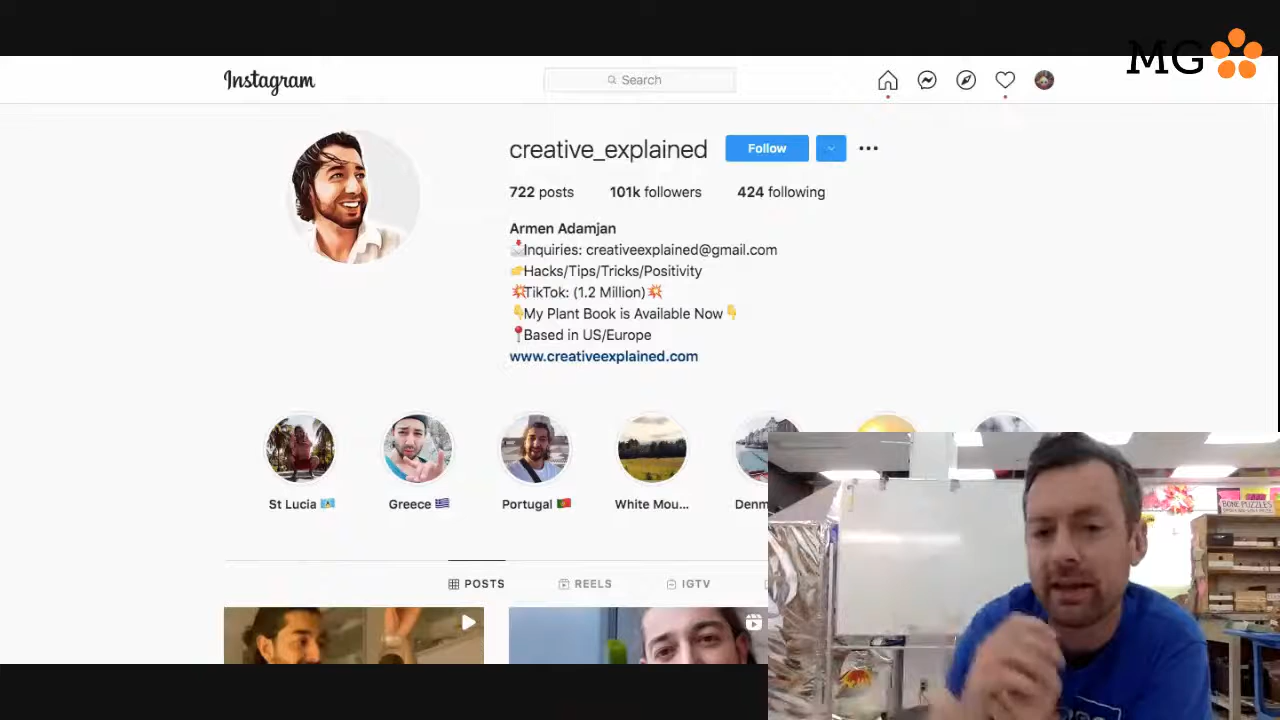 MG
Instagram
Search
creative_explained
Follow
722 posts 101k followers 424 following
Armen Adamjan
📩Inquiries: creativeexplained@gmail.com
👉Hacks/Tips/Tricks/Positivity
💥TikTok: (1.2 Million)💥
👇My Plant Book is Available Now👇
📍Based in US/Europe
www.creativeexplained.com
St Lucia 🇱🇨 Greece 🇬🇷 Portugal 🇵🇹 White Mou... Denm
POSTS REELS IGTV
BONE PUZZLES